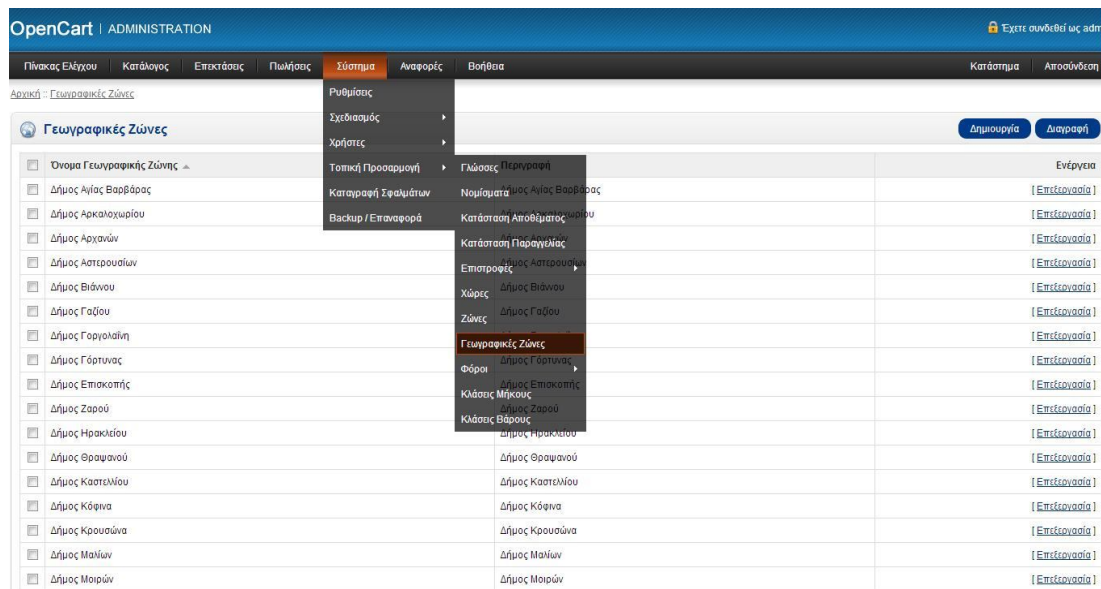 OpenCart | ADMINISTRATION
Έχετε συνδεθεί ως adm
Πίνακας Ελέγχου Κατάλογος Επεκτάσεις Πωλήσεις Σύστημα Αναφορές Βοήθεια Κατάστημα Αποσύνδεση
Αρχική :: Γεωγραφικές Ζώνες
Γεωγραφικές Ζώνες
Δημιουργία Διαγραφή
Ρυθμίσεις
Σχεδιασμός
Χρήστες
Τοπική Προσαρμογή
Καταγραφή Σφαλμάτων
Backup / Επαναφορά
Γλώσσες
Νομίσματα
Κατάσταση Αποθέματος
Κατάσταση Παραγγελίας
Επιστροφές
Χώρες
Ζώνες
Γεωγραφικές Ζώνες
Φόροι
Κλάσεις Μήκους
Κλάσεις Βάρους
Όνομα Γεωγραφικής Ζώνης Περιγραφή Ενέργεια
Δήμος Αγίας Βαρβάρας Δήμος Αγίας Βαρβάρας [ Επεξεργασία ]
Δήμος Αρκαλοχωρίου Δήμος Αρκαλοχωρίου [ Επεξεργασία ]
Δήμος Αρχανών Δήμος Αρχανών [ Επεξεργασία ]
Δήμος Αστερουσίων Δήμος Αστερουσίων [ Επεξεργασία ]
Δήμος Βιάννου Δήμος Βιάννου [ Επεξεργασία ]
Δήμος Γαζίου Δήμος Γαζίου [ Επεξεργασία ]
Δήμος Γοργολαΐνη [ Επεξεργασία ]
Δήμος Γόρτυνας Δήμος Γόρτυνας [ Επεξεργασία ]
Δήμος Επισκοπής Δήμος Επισκοπής [ Επεξεργασία ]
Δήμος Ζαρού Δήμος Ζαρού [ Επεξεργασία ]
Δήμος Ηρακλείου Δήμος Ηρακλείου [ Επεξεργασία ]
Δήμος Θραψανού Δήμος Θραψανού [ Επεξεργασία ]
Δήμος Καστελλίου Δήμος Καστελλίου [ Επεξεργασία ]
Δήμος Κόφινα Δήμος Κόφινα [ Επεξεργασία ]
Δήμος Κρουσώνα Δήμος Κρουσώνα [ Επεξεργασία ]
Δήμος Μαλίων Δήμος Μαλίων [ Επεξεργασία ]
Δήμος Μοιρών Δήμος Μοιρών [ Επεξεργασία ]